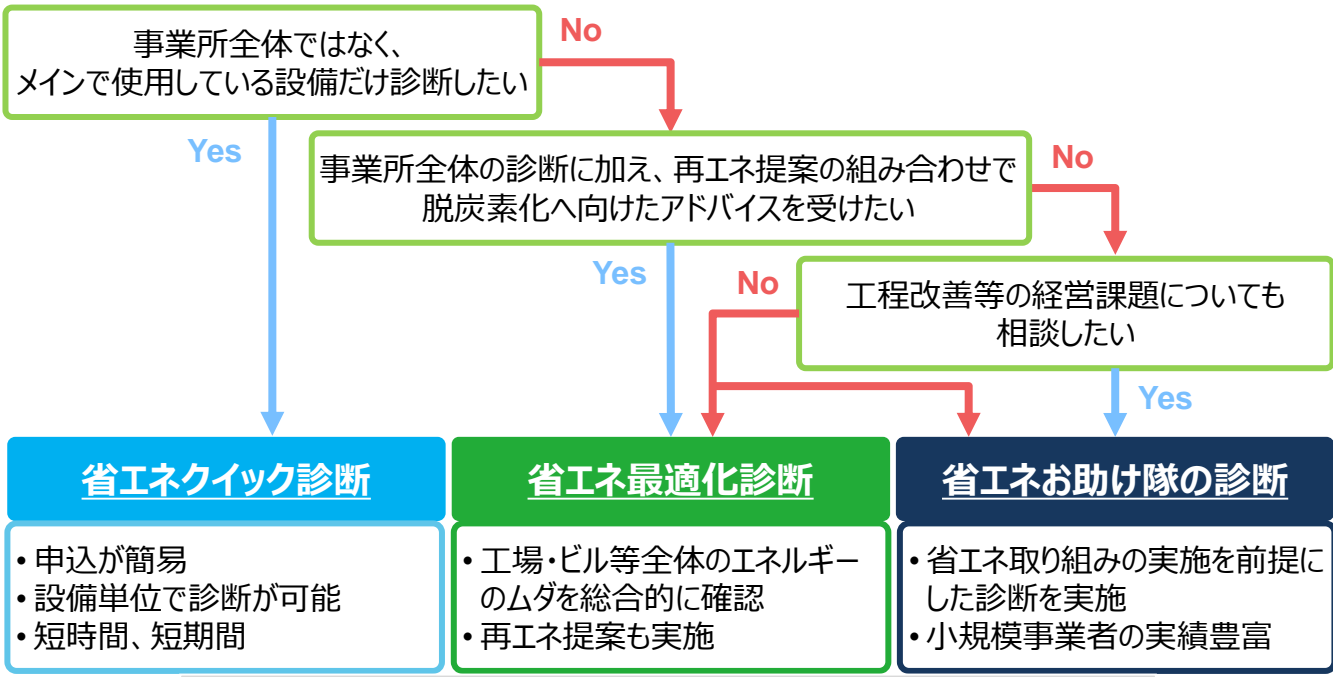 事業所全体ではなく、
メインで使用している設備だけ診断したい
No
Yes
事業所全体の診断に加え、再エネ提案の組み合わせで
脱炭素化へ向けたアドバイスを受けたい
No
Yes
No
工程改善等の経営課題についても
相談したい
Yes
省エネクイック診断
• 申込が簡易
• 設備単位で診断が可能
• 短時間、短期間
省エネ最適化診断
• 工場・ビル等全体のエネルギー
のムダを総合的に確認
• 再エネ提案も実施
省エネお助け隊の診断
• 省エネ取り組みの実施を前提に
した診断を実施
• 小規模事業者の実績豊富